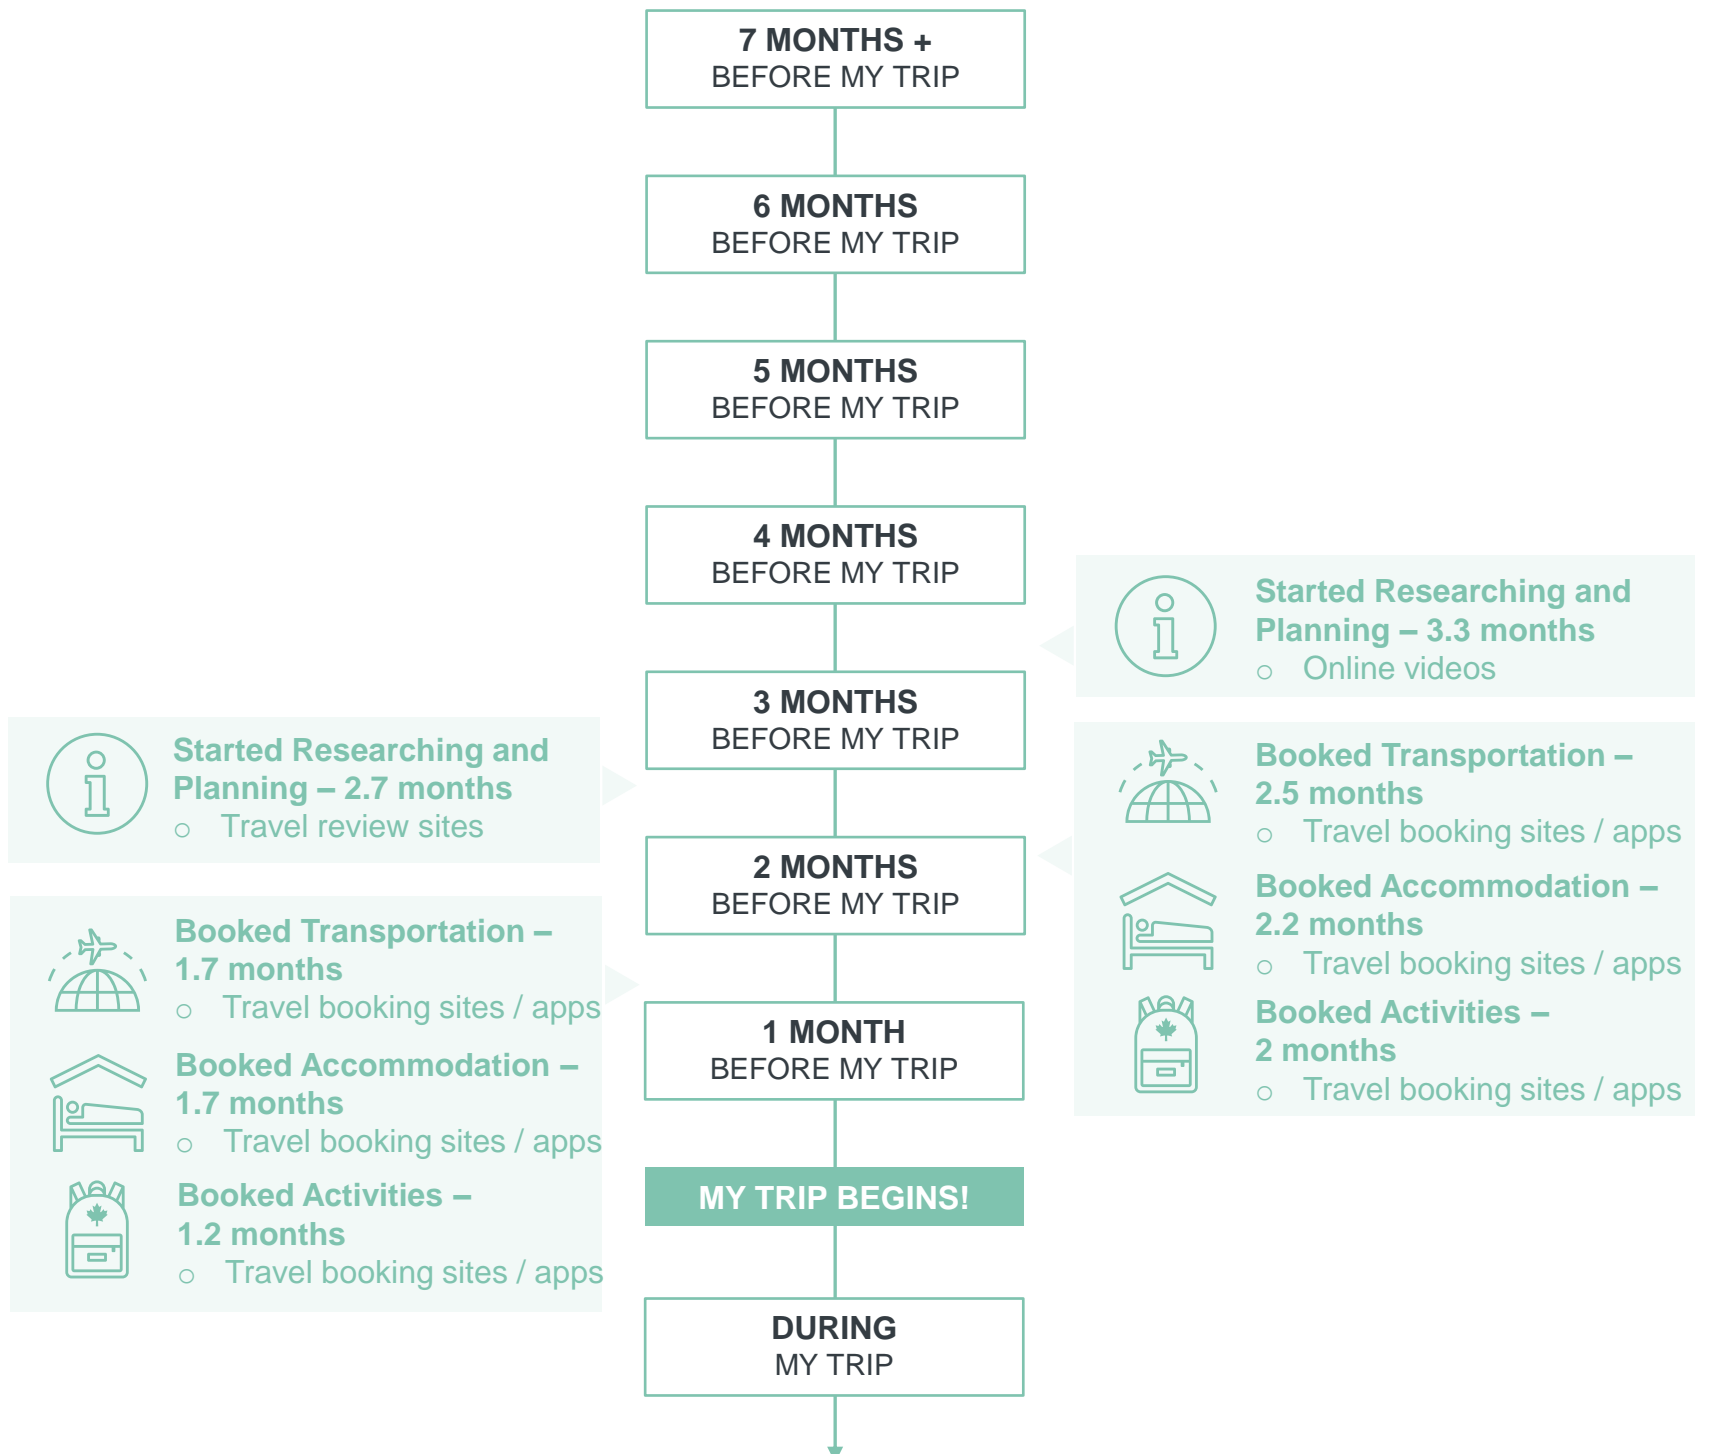 7 MONTHS +
BEFORE MY TRIP
6 MONTHS
BEFORE MY TRIP
5 MONTHS
BEFORE MY TRIP
4 MONTHS
BEFORE MY TRIP
3 MONTHS
BEFORE MY TRIP
2 MONTHS
BEFORE MY TRIP
1 MONTH
BEFORE MY TRIP
MY TRIP BEGINS!
DURING
MY TRIP
Started Researching and
Planning – 2.7 months
○ Travel review sites
Booked Transportation –
1.7 months
○ Travel booking sites / apps
Booked Accommodation –
1.7 months
○ Travel booking sites / apps
Booked Activities –
1.2 months
○ Travel booking sites / apps
Started Researching and
Planning – 3.3 months
○ Online videos
Booked Transportation –
2.5 months
○ Travel booking sites / apps
Booked Accommodation –
2.2 months
○ Travel booking sites / apps
Booked Activities –
2 months
○ Travel booking sites / apps